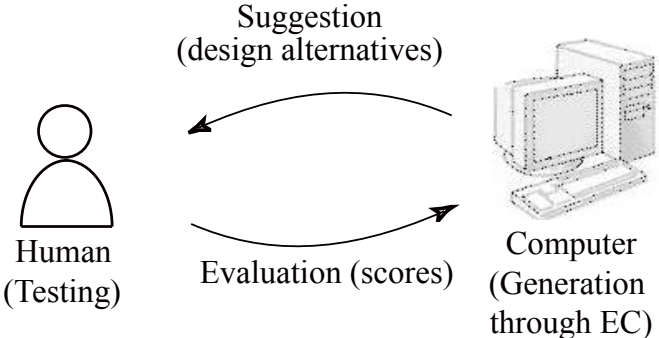 Suggestion
(design alternatives)
Human
(Testing)
Evaluation (scores)
Computer
(Generation
through EC)